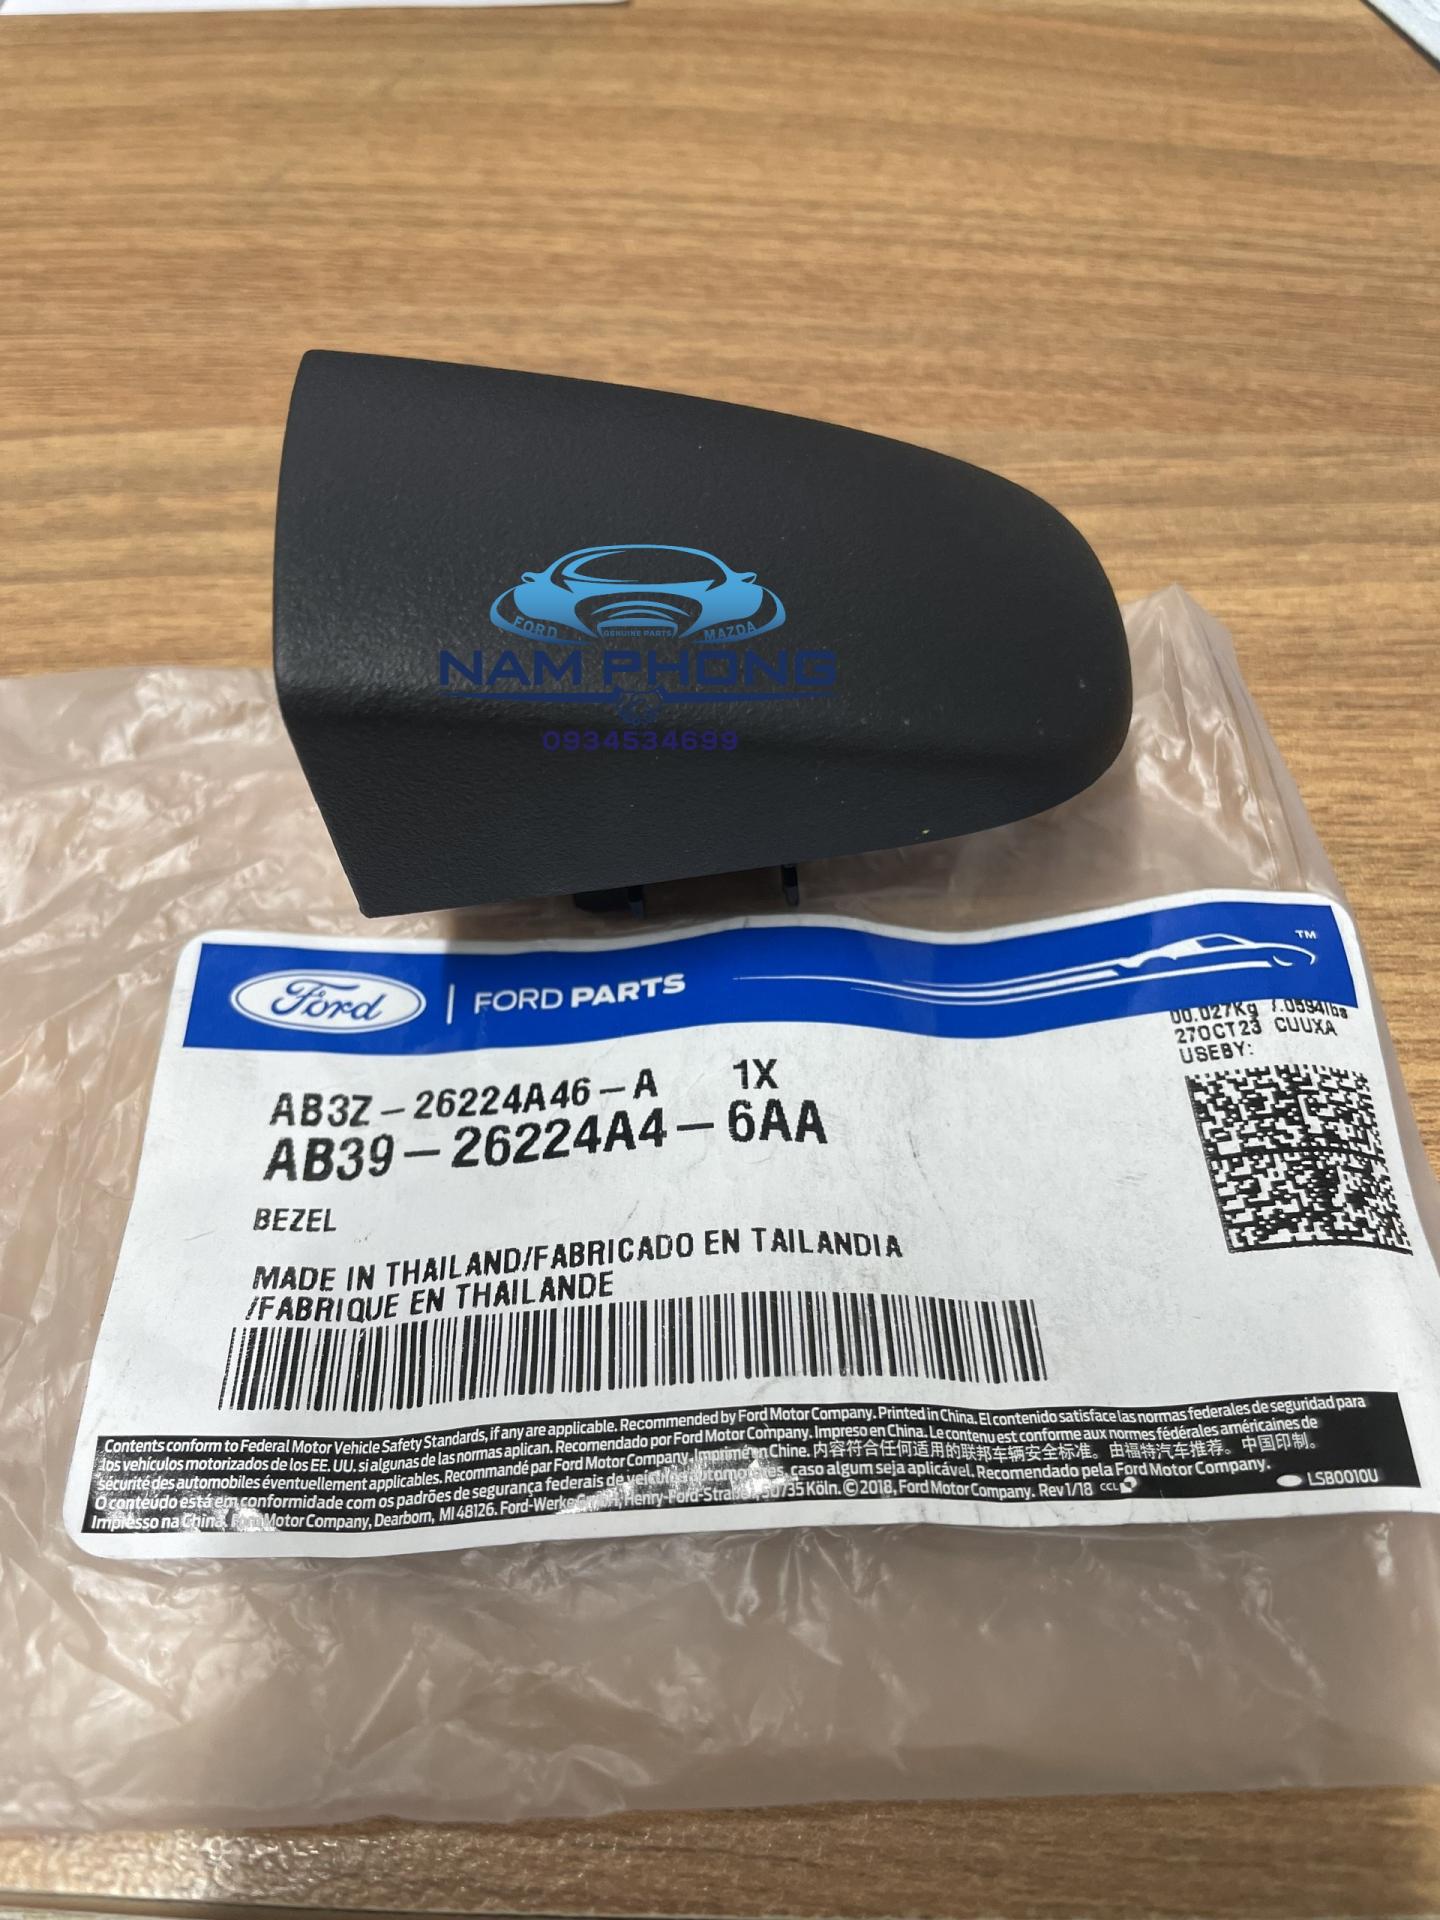 FORD GENUINE PARTS MAZDA
NAM PHONG
0934534699
Ford | FORD PARTS
TM
00.027Kg 7.0594lbs
27OCT23 CUUXA
USEBY:
AB3Z-26224A46-A 1X
AB39-26224A4-6AA
BEZEL
MADE IN THAILAND/FABRICADO EN TAILANDIA
/FABRIQUE EN THAILANDE
Contents conform to Federal Motor Vehicle Safety Standards, if any are applicable. Recommended by Ford Motor Company. Printed in China. El contenido satisface las normas federales de seguridad para
los vehículos motorizados de los EE. UU. si algunas de las normas aplican. Recomendado por Ford Motor Company. Impreso en China. Le contenu est conforme aux normes fédérales américaines de
sécurité des automobiles éventuellement applicables. Recommandé par Ford Motor Company. Imprimé en Chine. 内容符合任何适用的联邦车辆安全标准。由福特汽车推荐。中国印制。
O conteúdo está em conformidade com os padrões de segurança federais de veículos automotores, caso algum seja aplicável. Recomendado pela Ford Motor Company.
Impresso na China. Ford Motor Company, Dearborn, MI 48126. Ford-Werke GmbH, Henry-Ford-Straße 1, 50735 Köln. © 2018, Ford Motor Company. Rev 1/18 CCL
LSB0010U